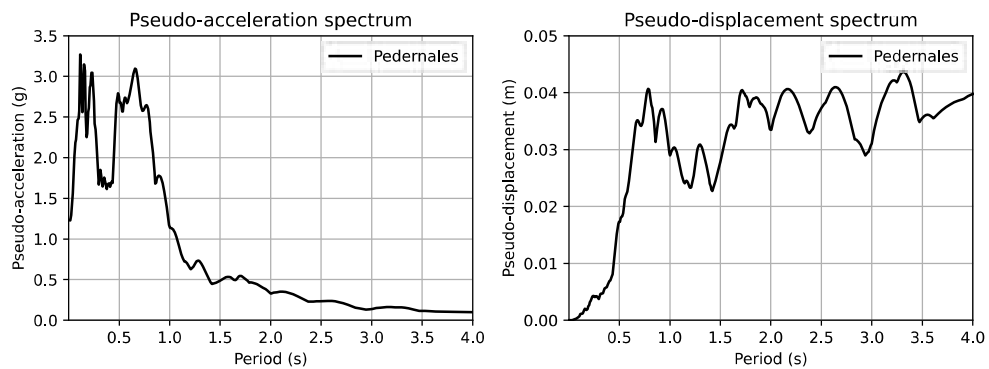 Pseudo-acceleration spectrum
Pseudo-acceleration (g)
3.5
3.0
2.5
2.0
1.5
1.0
0.5
0.0
Pedernales
0.5 1.0 1.5 2.0 2.5 3.0 3.5 4.0
Period (s)
Pseudo-displacement spectrum
Pseudo-displacement (m)
0.05
0.04
0.03
0.02
0.01
0.00
Pedernales
0.5 1.0 1.5 2.0 2.5 3.0 3.5 4.0
Period (s)